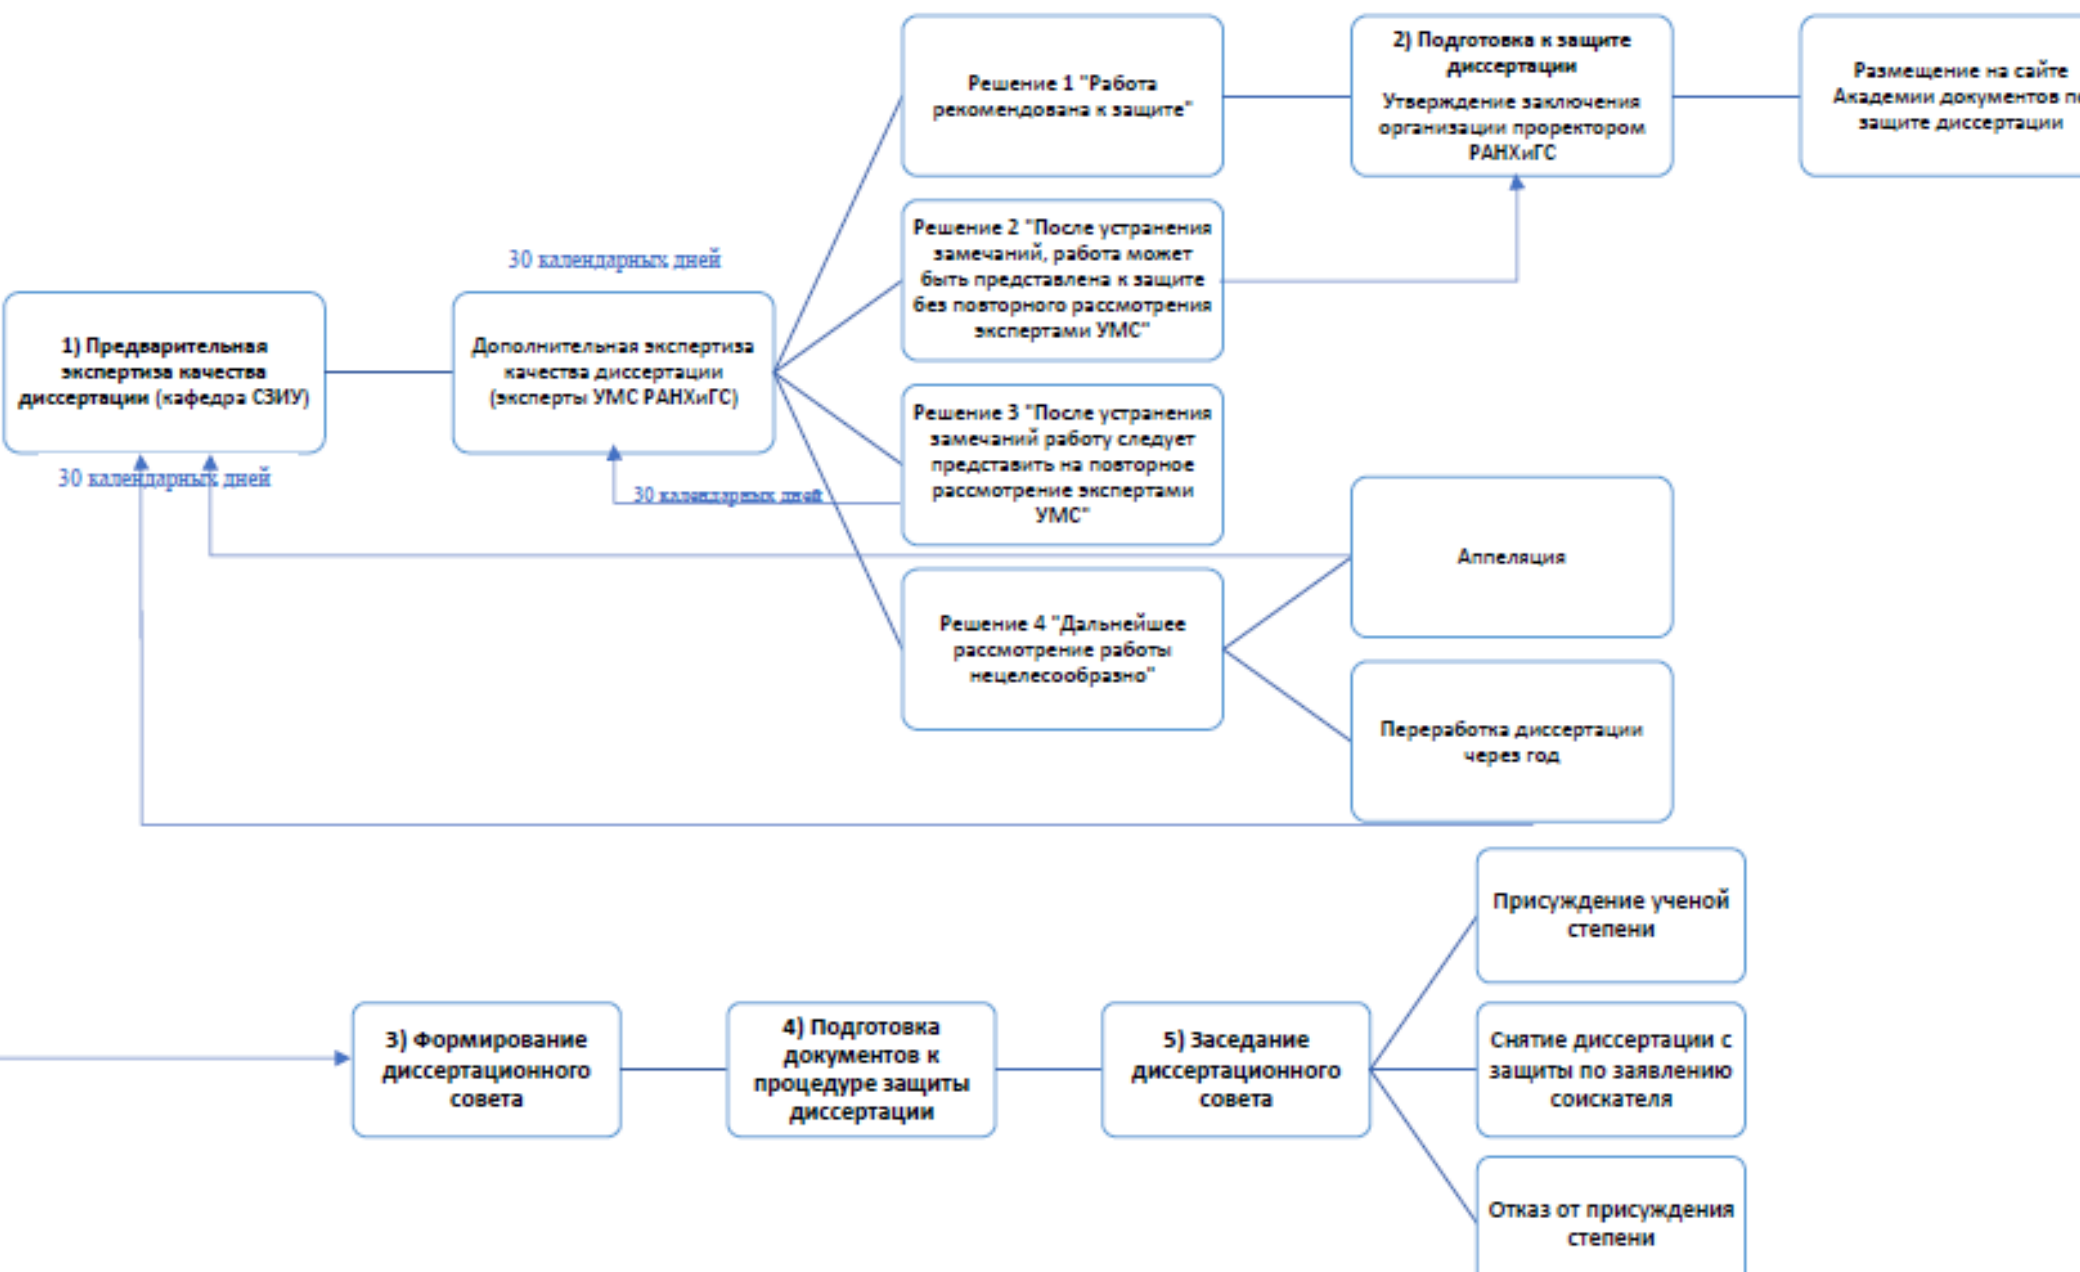 1) Предварительная
экспертиза качества
диссертации (кафедра СЗИУ)
30 календарных дней
30 календарных дней
Дополнительная экспертиза
качества диссертации
(эксперты УМС РАНХиГС)
30 календарных дней
Решение 1 "Работа
рекомендована к защите"
Решение 2 "После устранения
замечаний, работа может
быть представлена к защите
без повторного рассмотрения
экспертами УМС"
Решение 3 "После устранения
замечаний работу следует
представить на повторное
рассмотрение экспертами
УМС"
Решение 4 "Дальнейшее
рассмотрение работы
нецелесообразно"
2) Подготовка к защите
диссертации
Утверждение заключения
организации проректором
РАНХиГС
Размещение на сайте
Академии документов
защите диссертации
Аппеляция
Переработка диссертации
через год
3) Формирование
диссертационного
совета
4) Подготовка
документов к
процедуре защиты
диссертации
5) Заседание
диссертационного
совета
Присуждение ученой
степени
Снятие диссертации с
защиты по заявлению
соискателя
Отказ от присуждения
степени